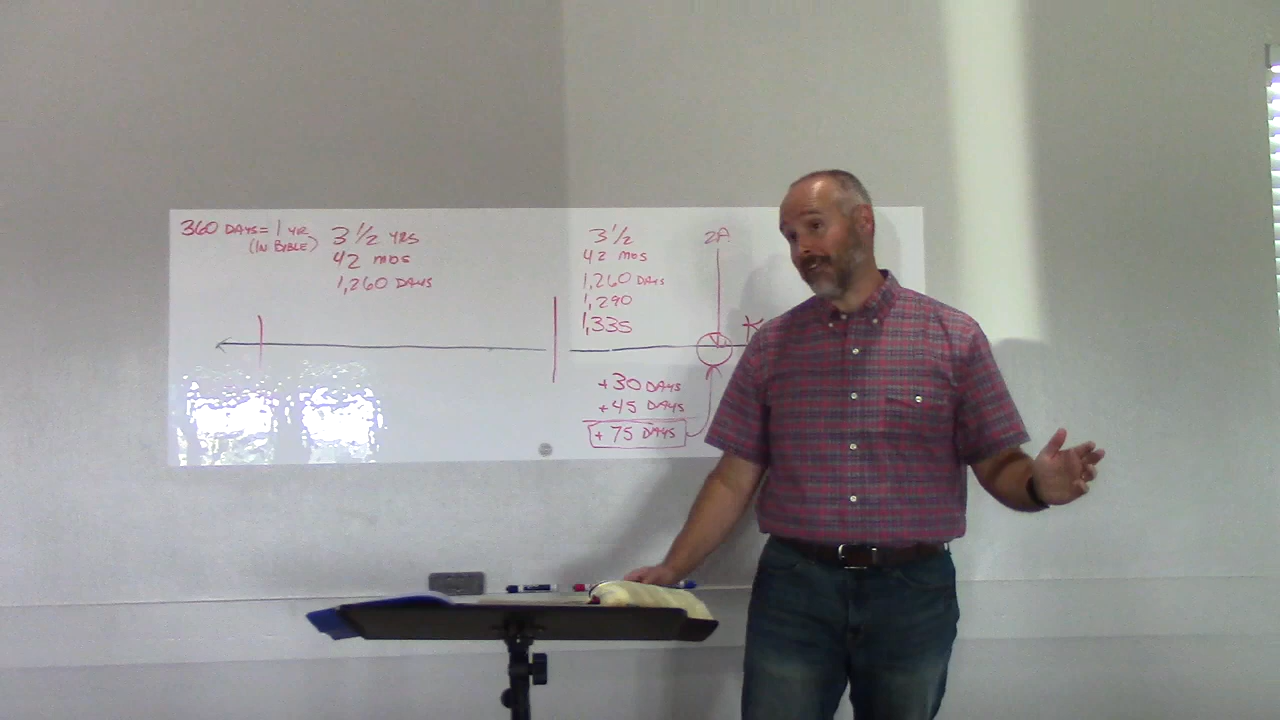 360 DAYS = 1 YR
(IN BIBLE)
3 1/2 YRS
42 MOS
1,260 DAYS
3 1/2
42 MOS
1,260 DAYS
1,290
1,335
2A
K
+30 DAYS
+45 DAYS
+ 75 DAYS